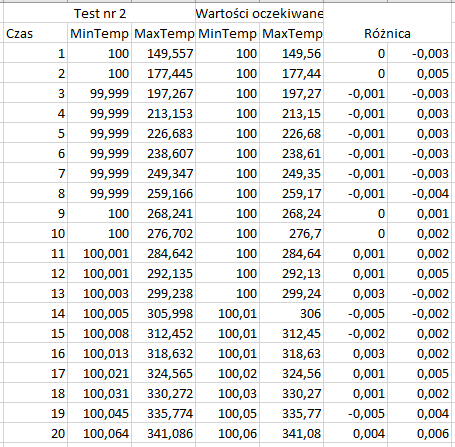 Test nr 2 Wartości oczekiwane
Czas MinTemp MaxTemp MinTemp MaxTemp Różnica
1 100 149,557 100 149,56 0 -0,003
2 100 177,445 100 177,44 0 0,005
3 99,999 197,267 100 197,27 -0,001 -0,003
4 99,999 213,153 100 213,15 -0,001 0,003
5 99,999 226,683 100 226,68 -0,001 0,003
6 99,999 238,607 100 238,61 -0,001 -0,003
7 99,999 249,347 100 249,35 -0,001 -0,003
8 99,999 259,166 100 259,17 -0,001 -0,004
9 100 268,241 100 268,24 0 0,001
10 100 276,702 100 276,7 0 0,002
11 100,001 284,642 100 284,64 0,001 0,002
12 100,001 292,135 100 292,13 0,001 0,005
13 100,003 299,238 100 299,24 0,003 -0,002
14 100,005 305,998 100,01 306 -0,005 -0,002
15 100,008 312,452 100,01 312,45 -0,002 0,002
16 100,013 318,632 100,01 318,63 0,003 0,002
17 100,021 324,565 100,02 324,56 0,001 0,005
18 100,031 330,272 100,03 330,27 0,001 0,002
19 100,045 335,774 100,05 335,77 -0,005 0,004
20 100,064 341,086 100,06 341,08 0,004 0,006